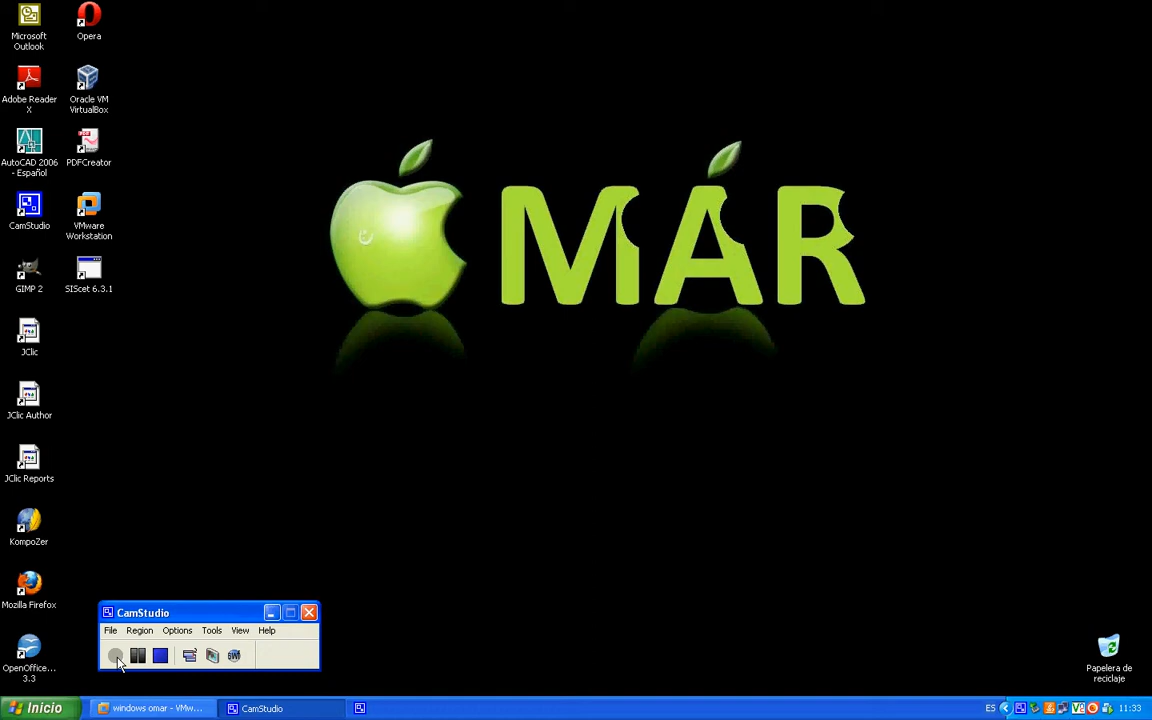 Microsoft
Outlook
Opera
Adobe Reader
X
Oracle VM
VirtualBox
AutoCAD 2006
- Español
PDFCreator
CamStudio
VMware
Workstation
GIMP 2
SIScet 6.3.1
JClic
JClic Author
JClic Reports
KompoZer
Mozilla Firefox
OpenOffice...
3.3
MAR
CamStudio
File Region Options Tools View Help
SWF
Papelera de
reciclaje
Inicio
windows omar - VMw...
CamStudio
ES
11:33